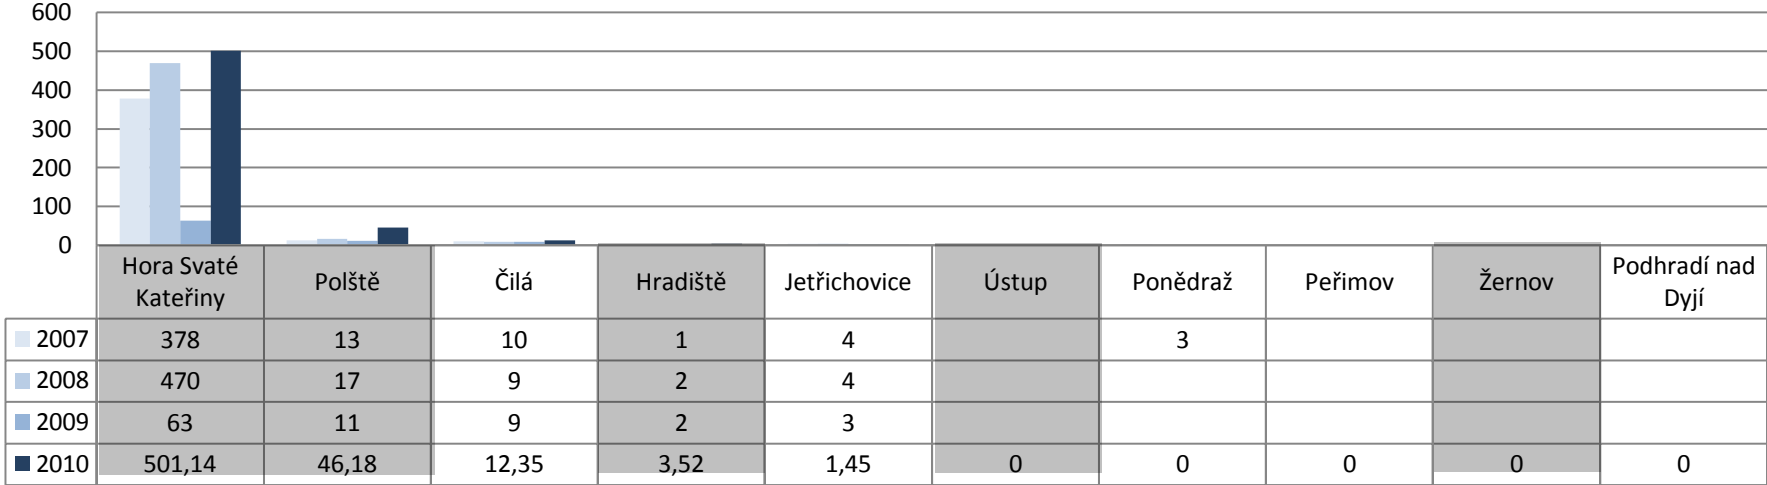 600
500
400
300
200
100
0
Hora Svaté Kateřiny Polště Čilá Hradiště Jetřichovice Ústup Ponědraž Peřimov Žernov Podhradí nad Dyjí
2007 378 13 10 1 4 3
2008 470 17 9 2 4
2009 63 11 9 2 3
2010 501,14 46,18 12,35 3,52 1,45 0 0 0 0 0